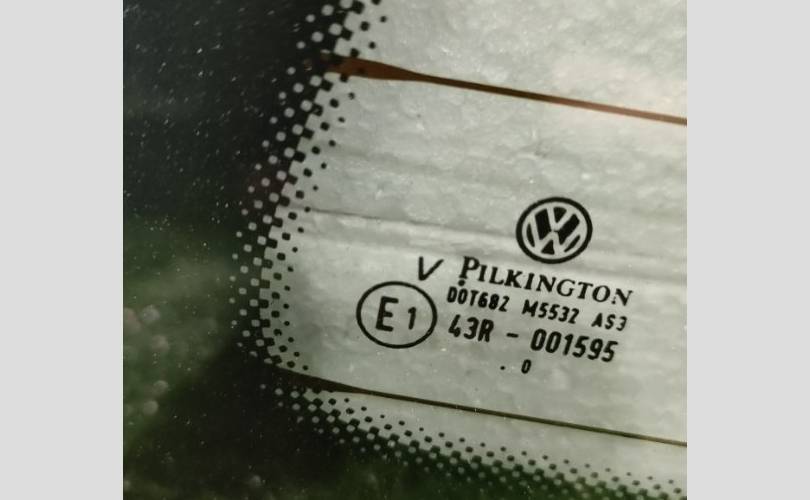 V PILKINGTON
E1 DOT682 M5532 AS3
43R - 001595
. 0